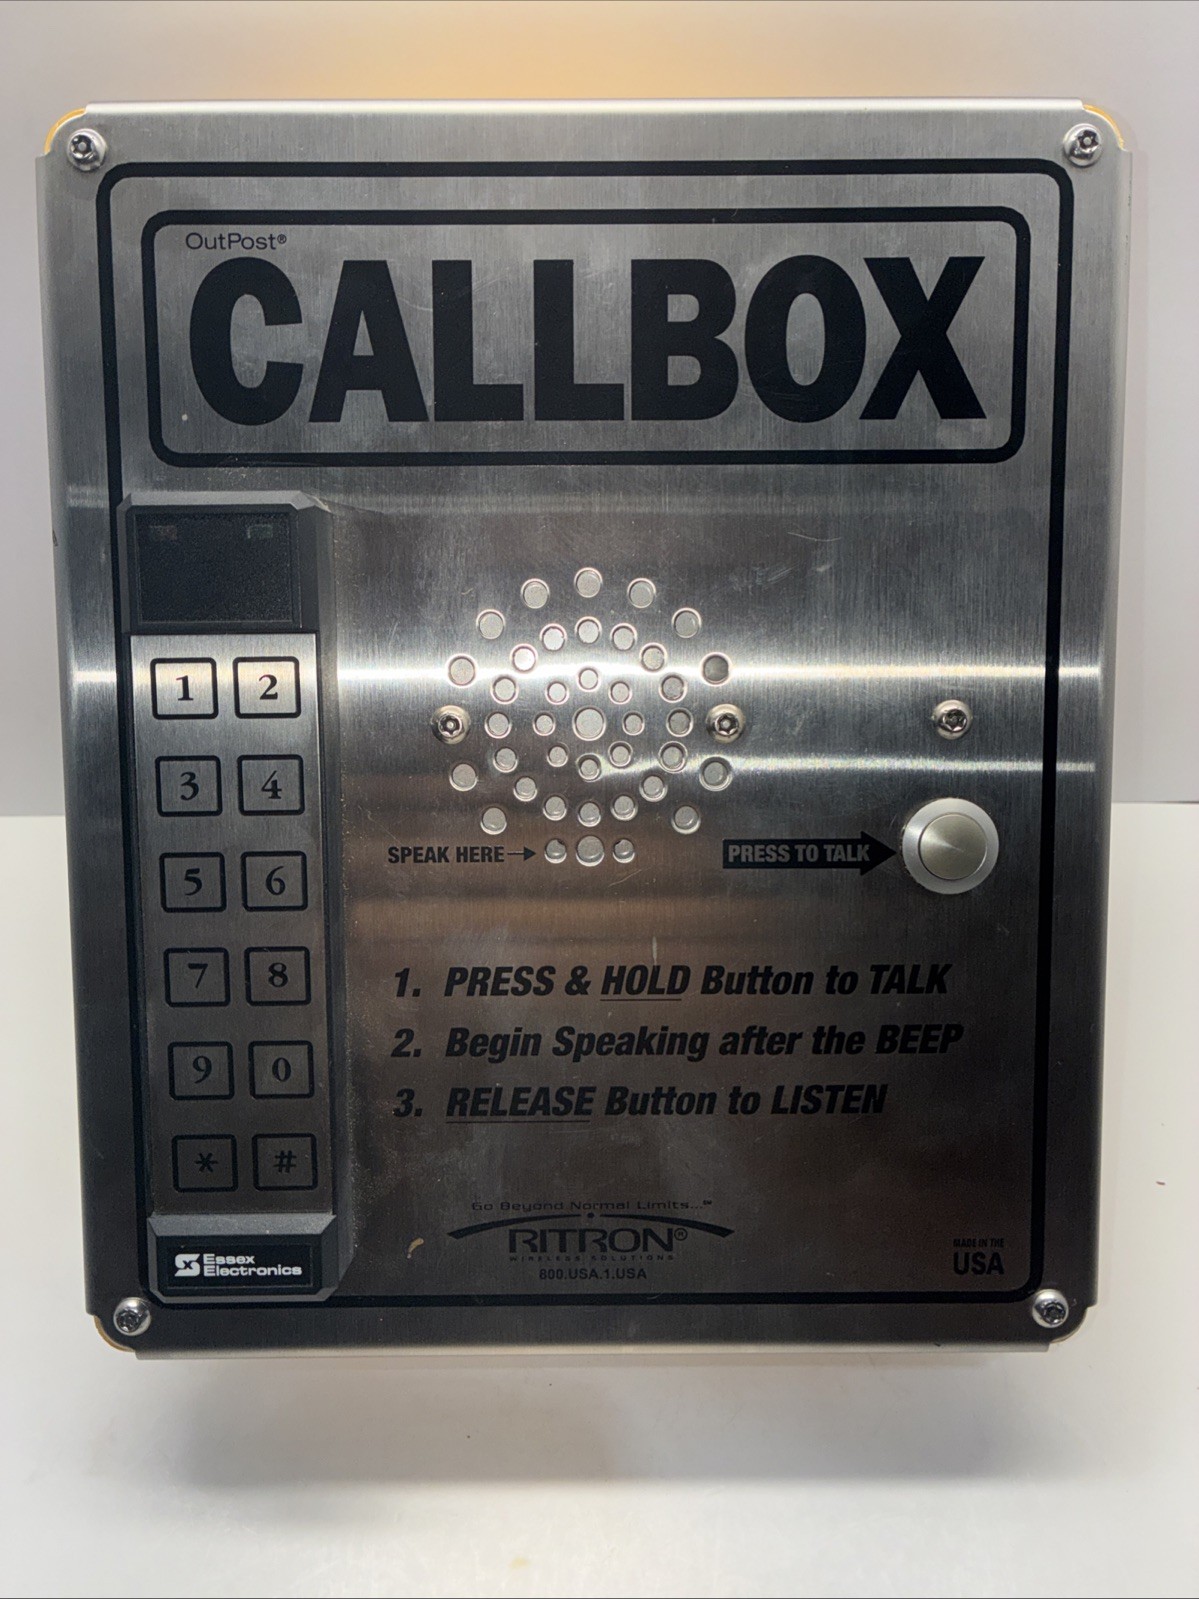 OutPost®
CALLBOX
1 2
3 4
5 6
7 8
9 0
* #
Essex
Electronics
SPEAK HERE→
PRESS TO TALK
1. PRESS & HOLD Button to TALK
2. Begin Speaking after the BEEP
3. RELEASE Button to LISTEN
Go Beyond Normal Limits...℠
RITRON®
WIRELESS SOLUTIONS
800.USA.1.USA
MADE IN THE
USA